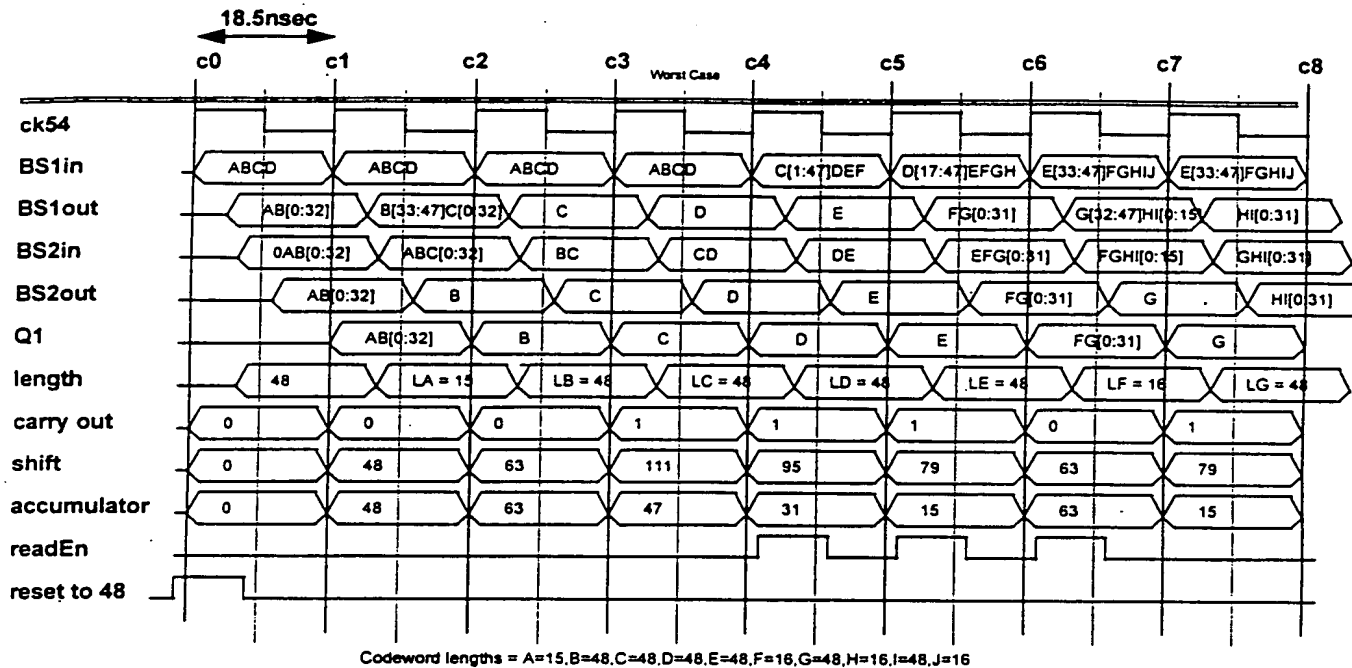 18.5nsec
c0 c1 c2 c3 c4 c5 c6 c7 c8
Worst Case
ck54
BS1in ABCD ABCD ABCD ABCD C[1:47]DEF D[17:47]EFGH E[33:47]FGHIJ E[33:47]FGHIJ
BS1out AB[0:32] B[33:47]C[0:32] C D E FG[0:31] G[32:47]HI[0:15] HI[0:31]
BS2in 0AB[0:32] ABC[0:32] BC CD DE EFG[0:31] FGHI[0:15] GHI[0:31]
BS2out AB[0:32] B C D E FG[0:31] G HI[0:31]
Q1 AB[0:32] B C D E FG[0:31] G
length 48 LA = 15 LB = 48 LC = 48 LD = 48 LE = 48 LF = 16 LG = 48
carry out 0 0 0 1 1 1 0 1
shift 0 48 63 111 95 79 63 79
accumulator 0 48 63 47 31 15 63 15
readEn
reset to 48
Codeword lengths = A=15,B=48,C=48,D=48,E=48,F=16,G=48,H=16,I=48,J=16